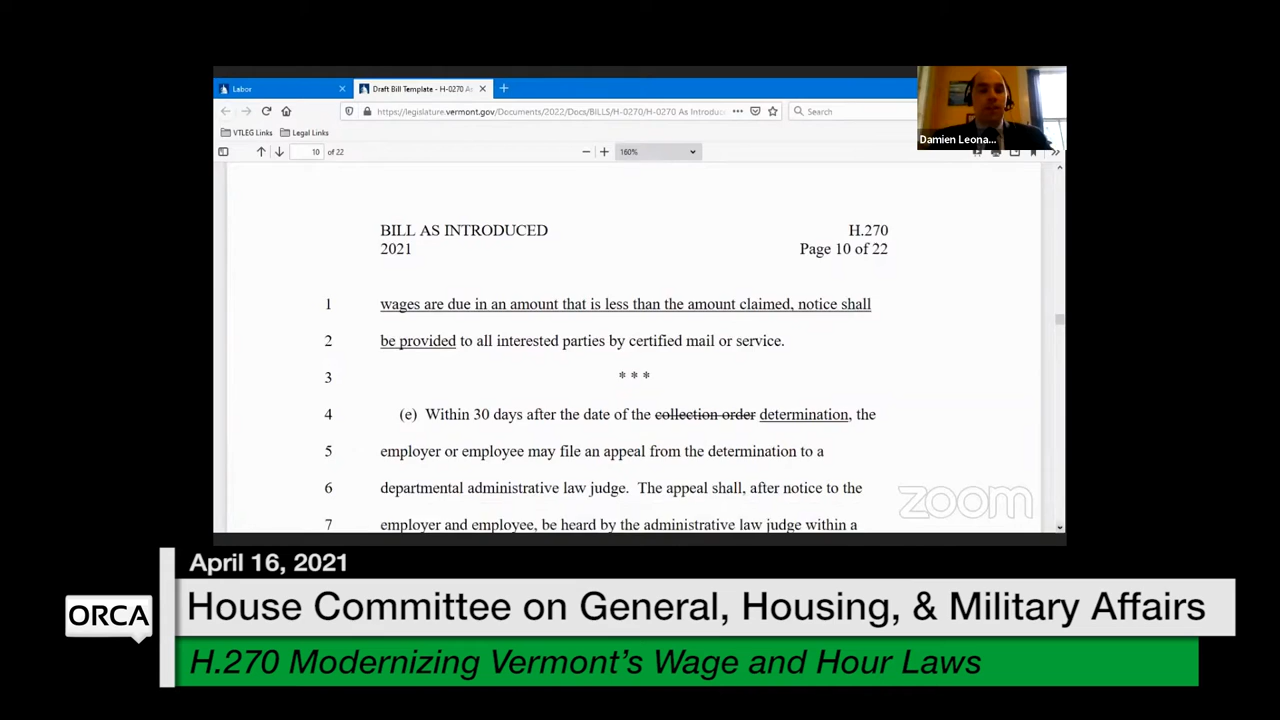 Labor
Draft Bill Template - H-0270 As
https://legislature.vermont.gov/Documents/2022/Docs/BILLS/H-0270/H-0270 As Introduc
Search
VTLEG Links
Legal Links
10 of 22
160%
Damien Leona...
BILL AS INTRODUCED H.270
2021 Page 10 of 22
1 wages are due in an amount that is less than the amount claimed, notice shall
2 be provided to all interested parties by certified mail or service.
3 * * *
4 (e) Within 30 days after the date of the collection order determination, the
5 employer or employee may file an appeal from the determination to a
6 departmental administrative law judge. The appeal shall, after notice to the
7 employer and employee, be heard by the administrative law judge within a
zoom
April 16, 2021
ORCA
House Committee on General, Housing, & Military Affairs
H.270 Modernizing Vermont's Wage and Hour Laws